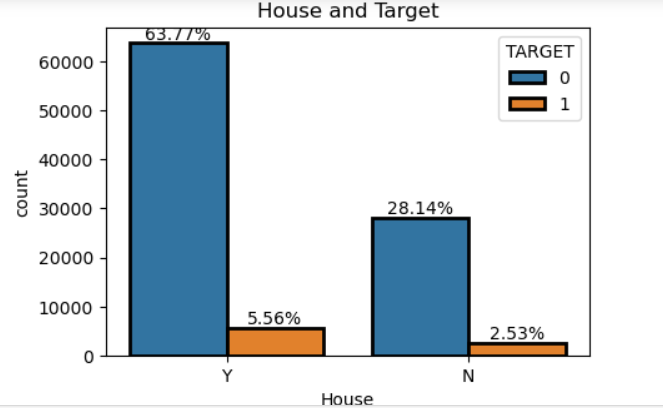 House and Target
63.77%
TARGET
0
1
60000
50000
40000
30000
20000
10000
0
count
28.14%
5.56%
2.53%
Y
N
House